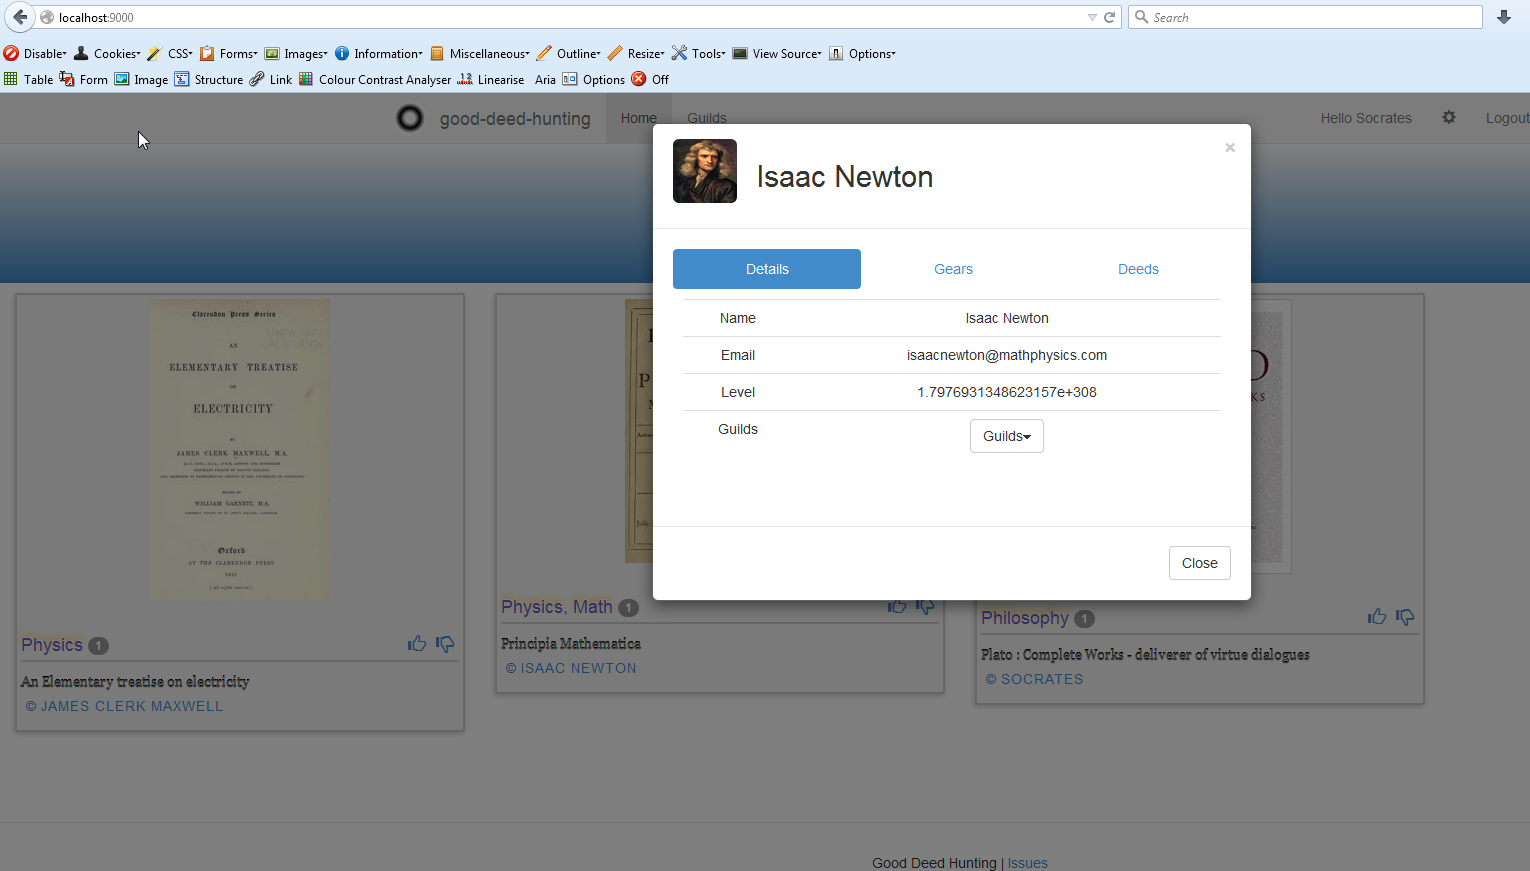 localhost:9000
Search
Disable Cookies CSS Forms Images Information Miscellaneous Outline Resize Tools View Source Options
Table Form Image Structure Link Colour Contrast Analyser Linearise Aria Options Off
good-deed-hunting Home Guilds Hello Socrates Logout
Isaac Newton ×
Details Gears Deeds
Name Isaac Newton
Email isaacnewton@mathphysics.com
Level 1.7976931348623157e+308
Guilds Guilds
Close
Clarendon Press Series
AN
ELEMENTARY TREATISE
ON
ELECTRICITY
BY
JAMES CLERK MAXWELL, M.A.
EDITED BY
WILLIAM GARNETT, M.A.
Oxford
AT THE CLARENDON PRESS
1881
[All rights reserved]
Physics 1
An Elementary treatise on electricity
© JAMES CLERK MAXWELL
Physics, Math 1
Principia Mathematica
© ISAAC NEWTON
Philosophy 1
Plato : Complete Works - deliverer of virtue dialogues
© SOCRATES
Good Deed Hunting | Issues